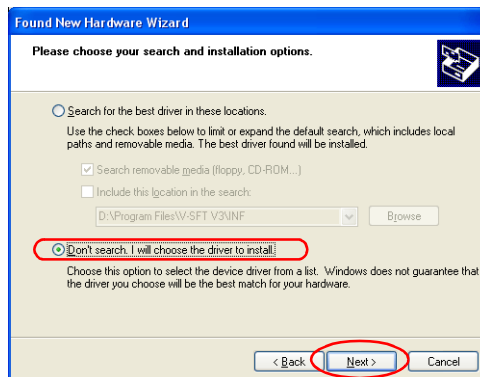 Found New Hardware Wizard
Please choose your search and installation options.
Search for the best driver in these locations.
Use the check boxes below to limit or expand the default search, which includes local
paths and removable media. The best driver found will be installed.
Search removable media (floppy, CD-ROM...)
Include this location in the search:
D:\Program Files\V-SFT V3\INF
Browse
Don't search. I will choose the driver to install.
Choose this option to select the device driver from a list. Windows does not guarantee that
the driver you choose will be the best match for your hardware.
< Back
Next >
Cancel